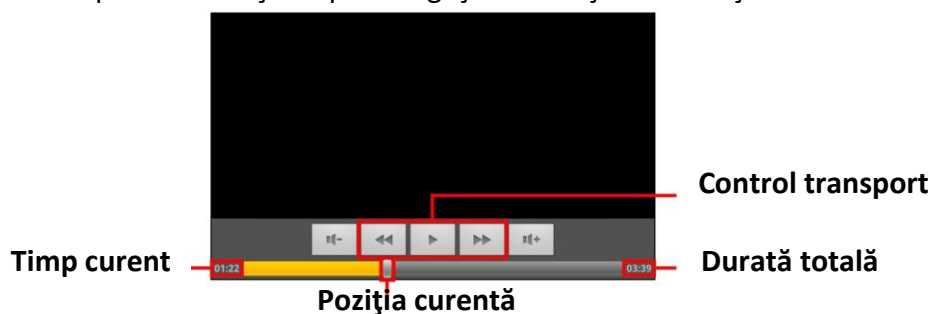 Control transport
Timp curent
01:22
03:39
Durată totală
Poziţia curentă